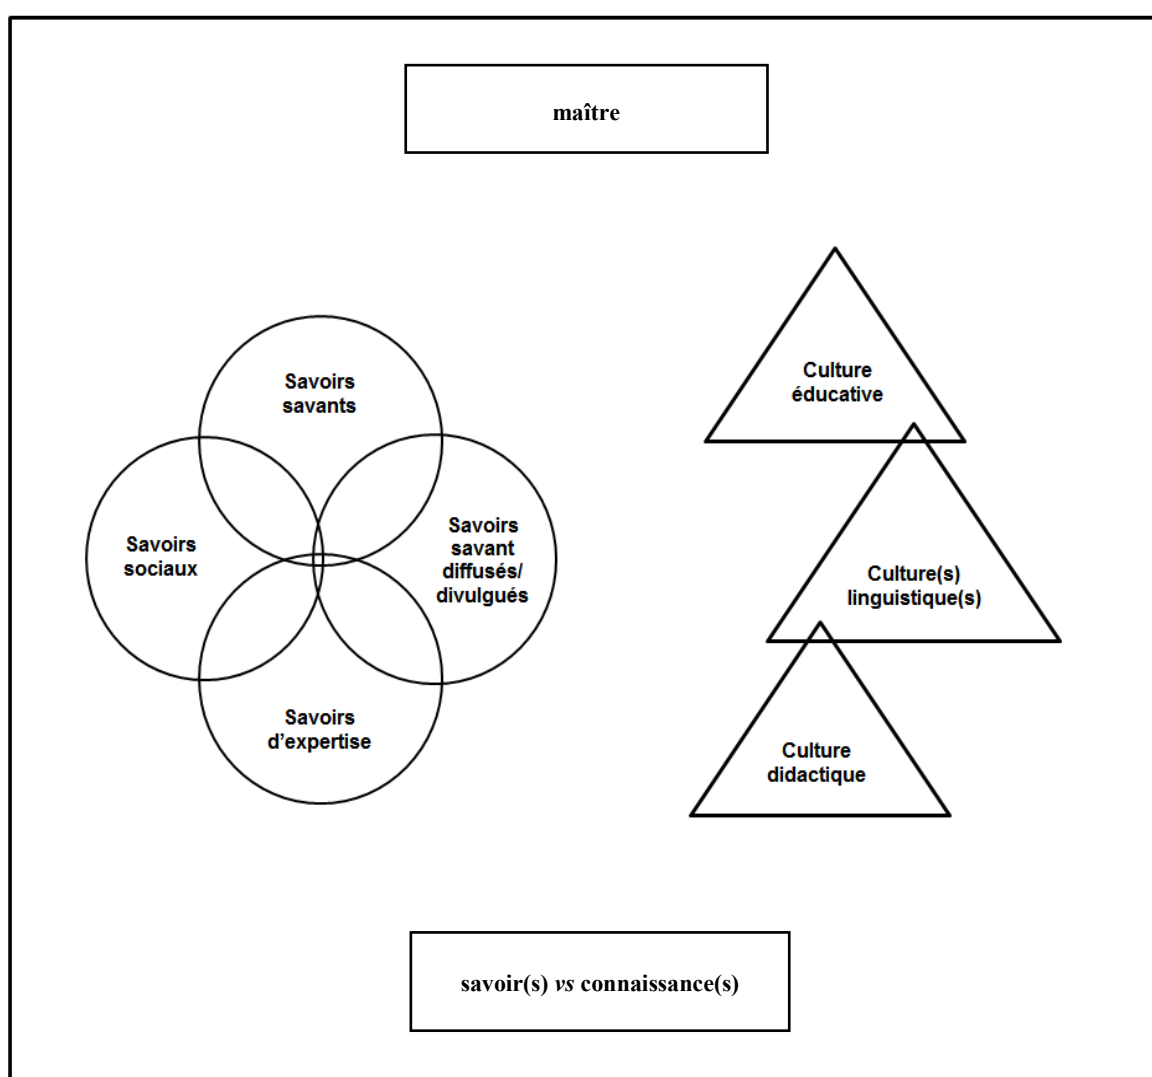 maître
Savoirs
savants
Savoirs
sociaux
Savoirs
savant
diffusés/
divulgués
Savoirs
d'expertise
Culture
éducative
Culture(s)
linguistique(s)
Culture
didactique
savoir(s) vs connaissance(s)